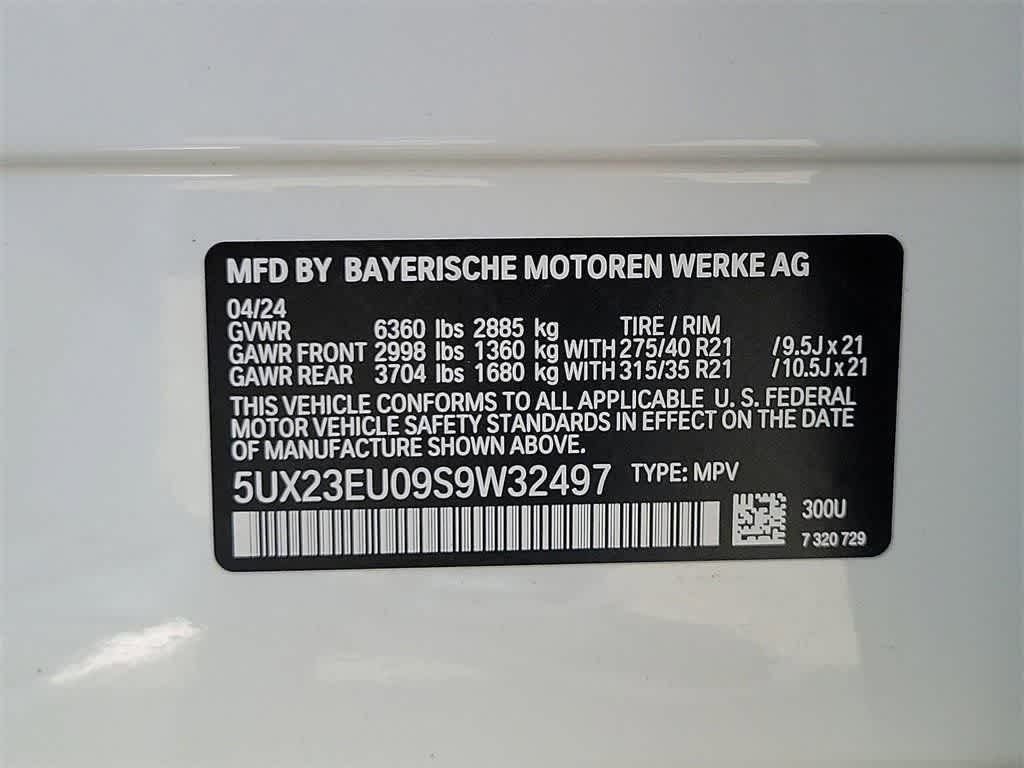 MFD BY BAYERISCHE MOTOREN WERKE AG
04/24
GVWR 6360 lbs 2885 kg TIRE / RIM
GAWR FRONT 2998 lbs 1360 kg WITH 275/40 R21 / 9.5J x 21
GAWR REAR 3704 lbs 1680 kg WITH 315/35 R21 / 10.5J x 21
THIS VEHICLE CONFORMS TO ALL APPLICABLE U. S. FEDERAL
MOTOR VEHICLE SAFETY STANDARDS IN EFFECT ON THE DATE
OF MANUFACTURE SHOWN ABOVE.
5UX23EU09S9W32497 TYPE: MPV
300U
7 320 729